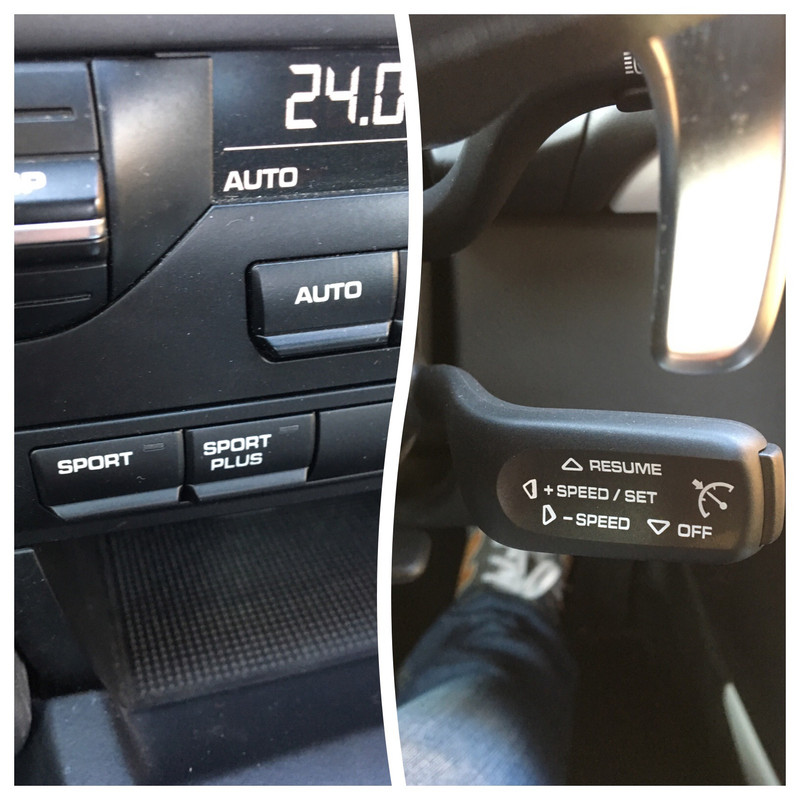 24.0
AUTO
AUTO
SPORT
SPORT
PLUS
RESUME
+ SPEED / SET
- SPEED
OFF